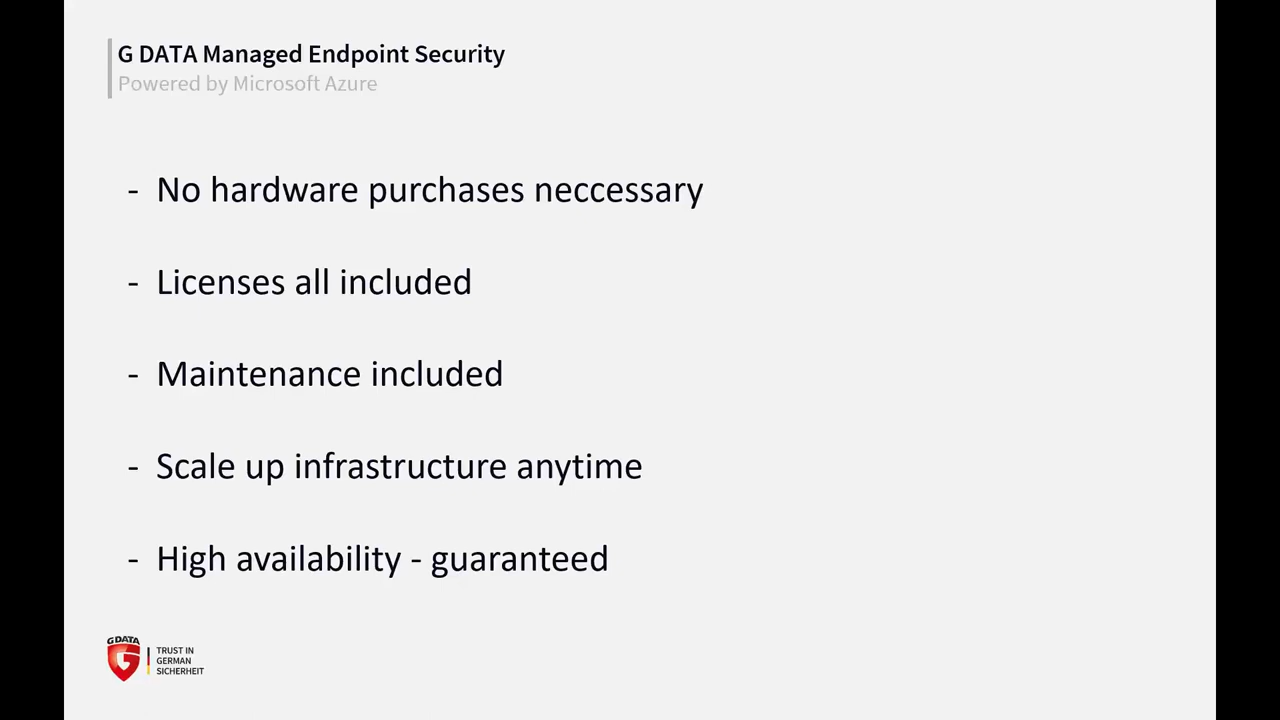 G DATA Managed Endpoint Security
Powered by Microsoft Azure
- No hardware purchases neccessary
- Licenses all included
- Maintenance included
- Scale up infrastructure anytime
- High availability - guaranteed
G DATA
TRUST IN
GERMAN
SICHERHEIT